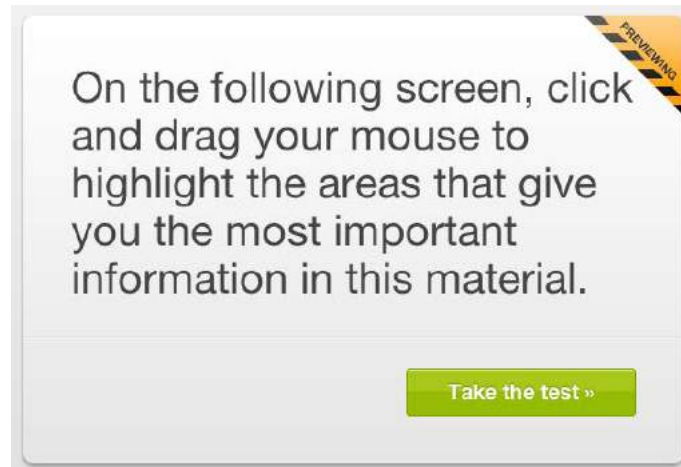 PREVIEWING
On the following screen, click
and drag your mouse to
highlight the areas that give
you the most important
information in this material.
Take the test »